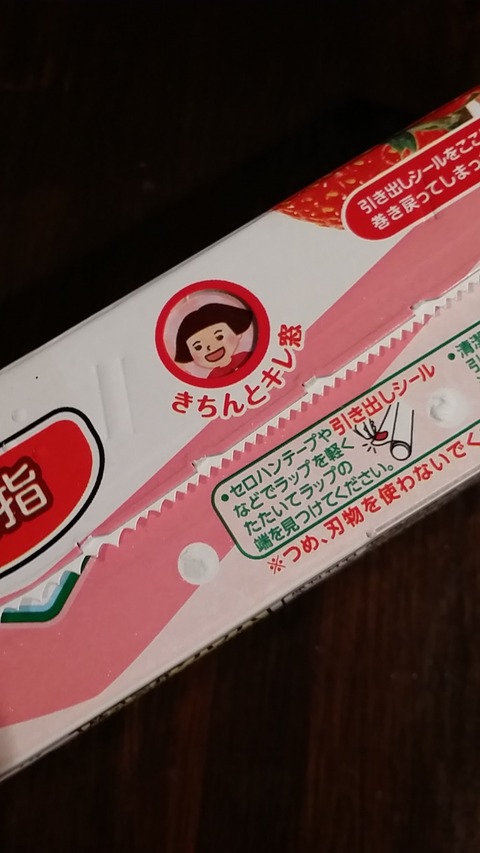 引き出しシールをここ
巻き戻ってしまっ
きちんとキレ窓
指
●セロハンテープや引き出しシール
などでラップを軽く
たたいてラップの
端を見つけてください。
※つめ、刃物を使わないでく
●清潔
引